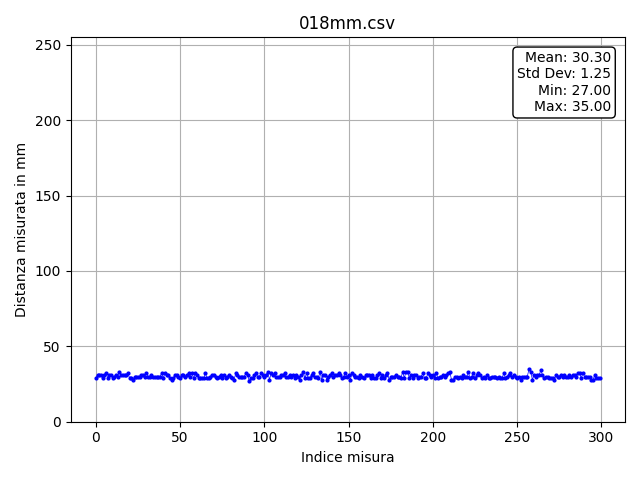 018mm.csv
250
200
150
100
50
0
Distanza misurata in mm
Mean: 30.30
Std Dev: 1.25
Min: 27.00
Max: 35.00
0 50 100 150 200 250 300
Indice misura